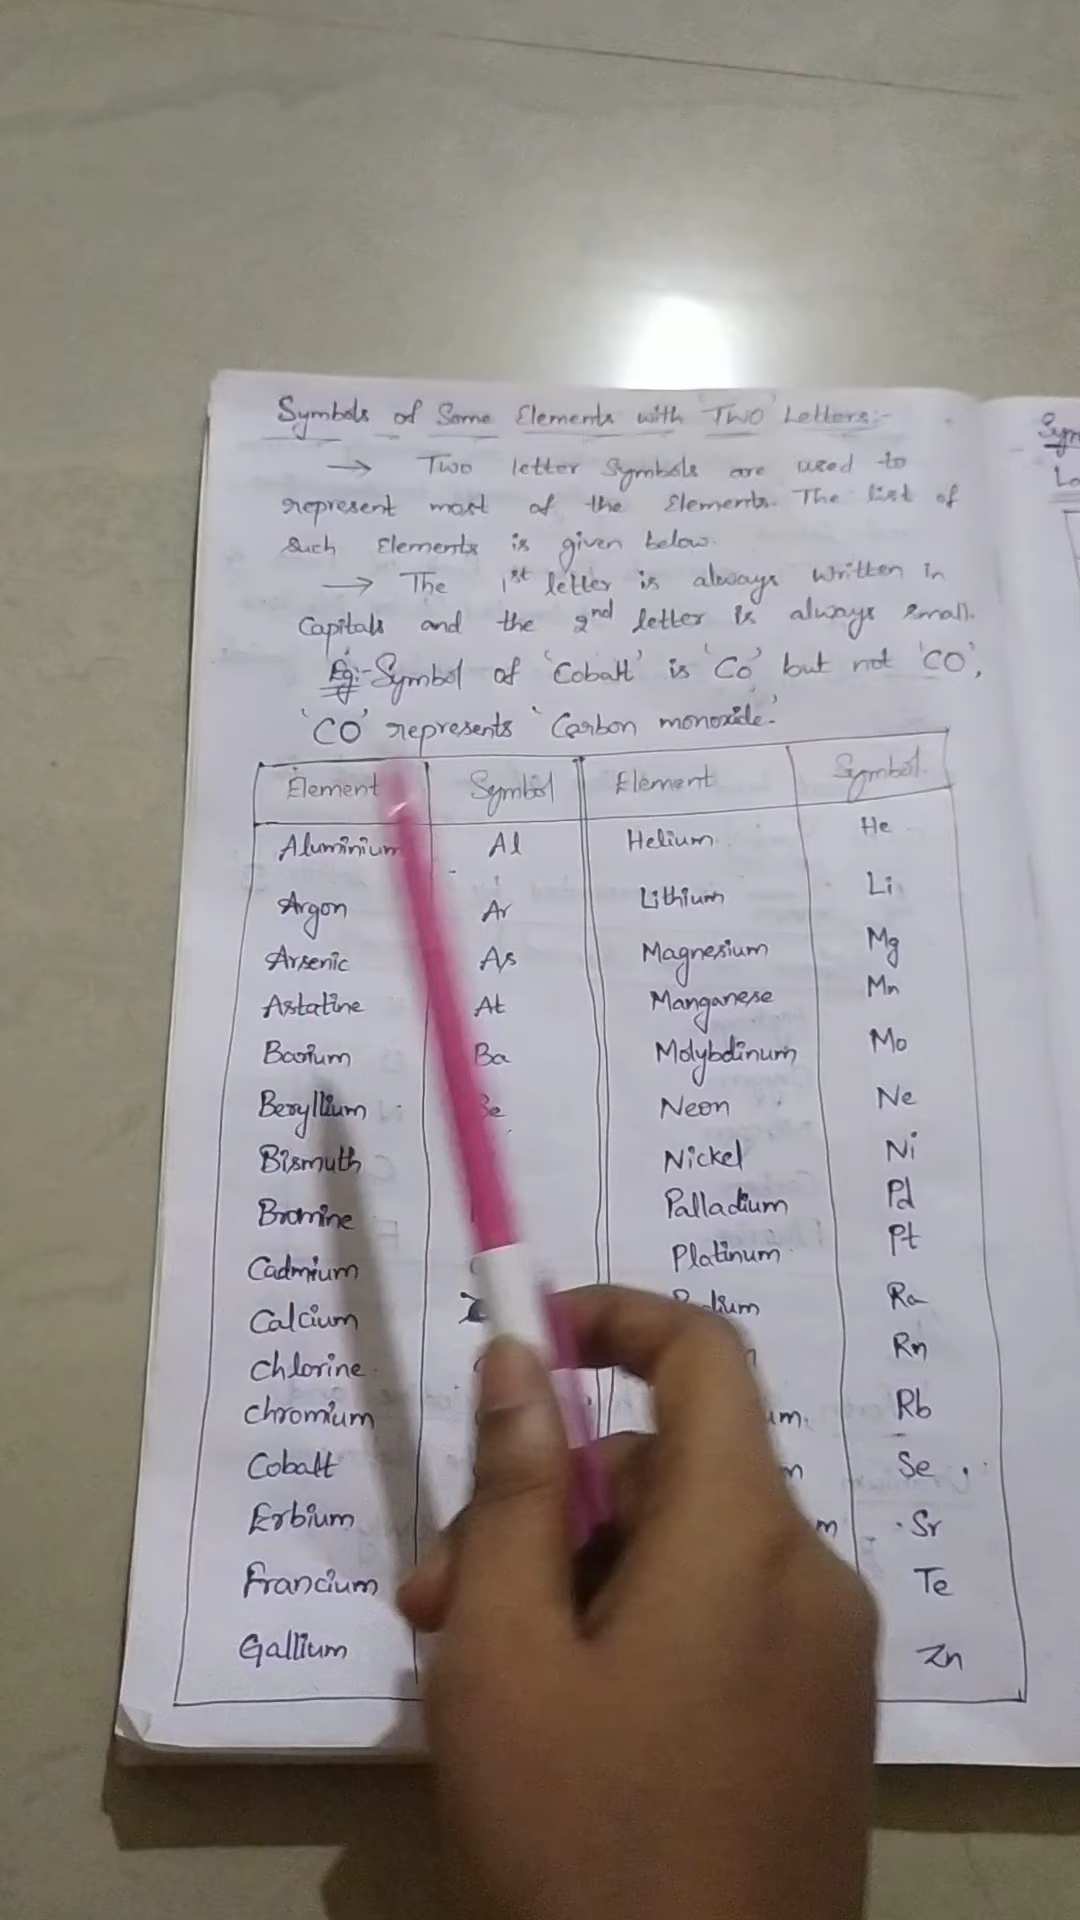 Symbols of Some Elements with 'TWO' Letters:-
→ Two letter Symbols are used to
represent most of the Elements. The list of
such Elements is given below.
→ The 1st letter is always written in
Capitals and the 2nd letter is always small.
Eg:- Symbol of 'Cobalt' is 'Co' but not 'CO',
'CO' represents 'Carbon monoxide.'
Element Symbol Element Symbol
Aluminium Al Helium He
Argon Ar Lithium Li
Arsenic As Magnesium Mg
Astatine At Manganese Mn
Barium Ba Molybdinum Mo
Beryllium Neon Ne
Bismuth Nickel Ni
Bromine Palladium Pd
Cadmium Platinum Pt
Calcium Ra
Chlorine Rn
Chromium Rb
Cobalt Se
Erbium Sr
Francium Te
Gallium Zn